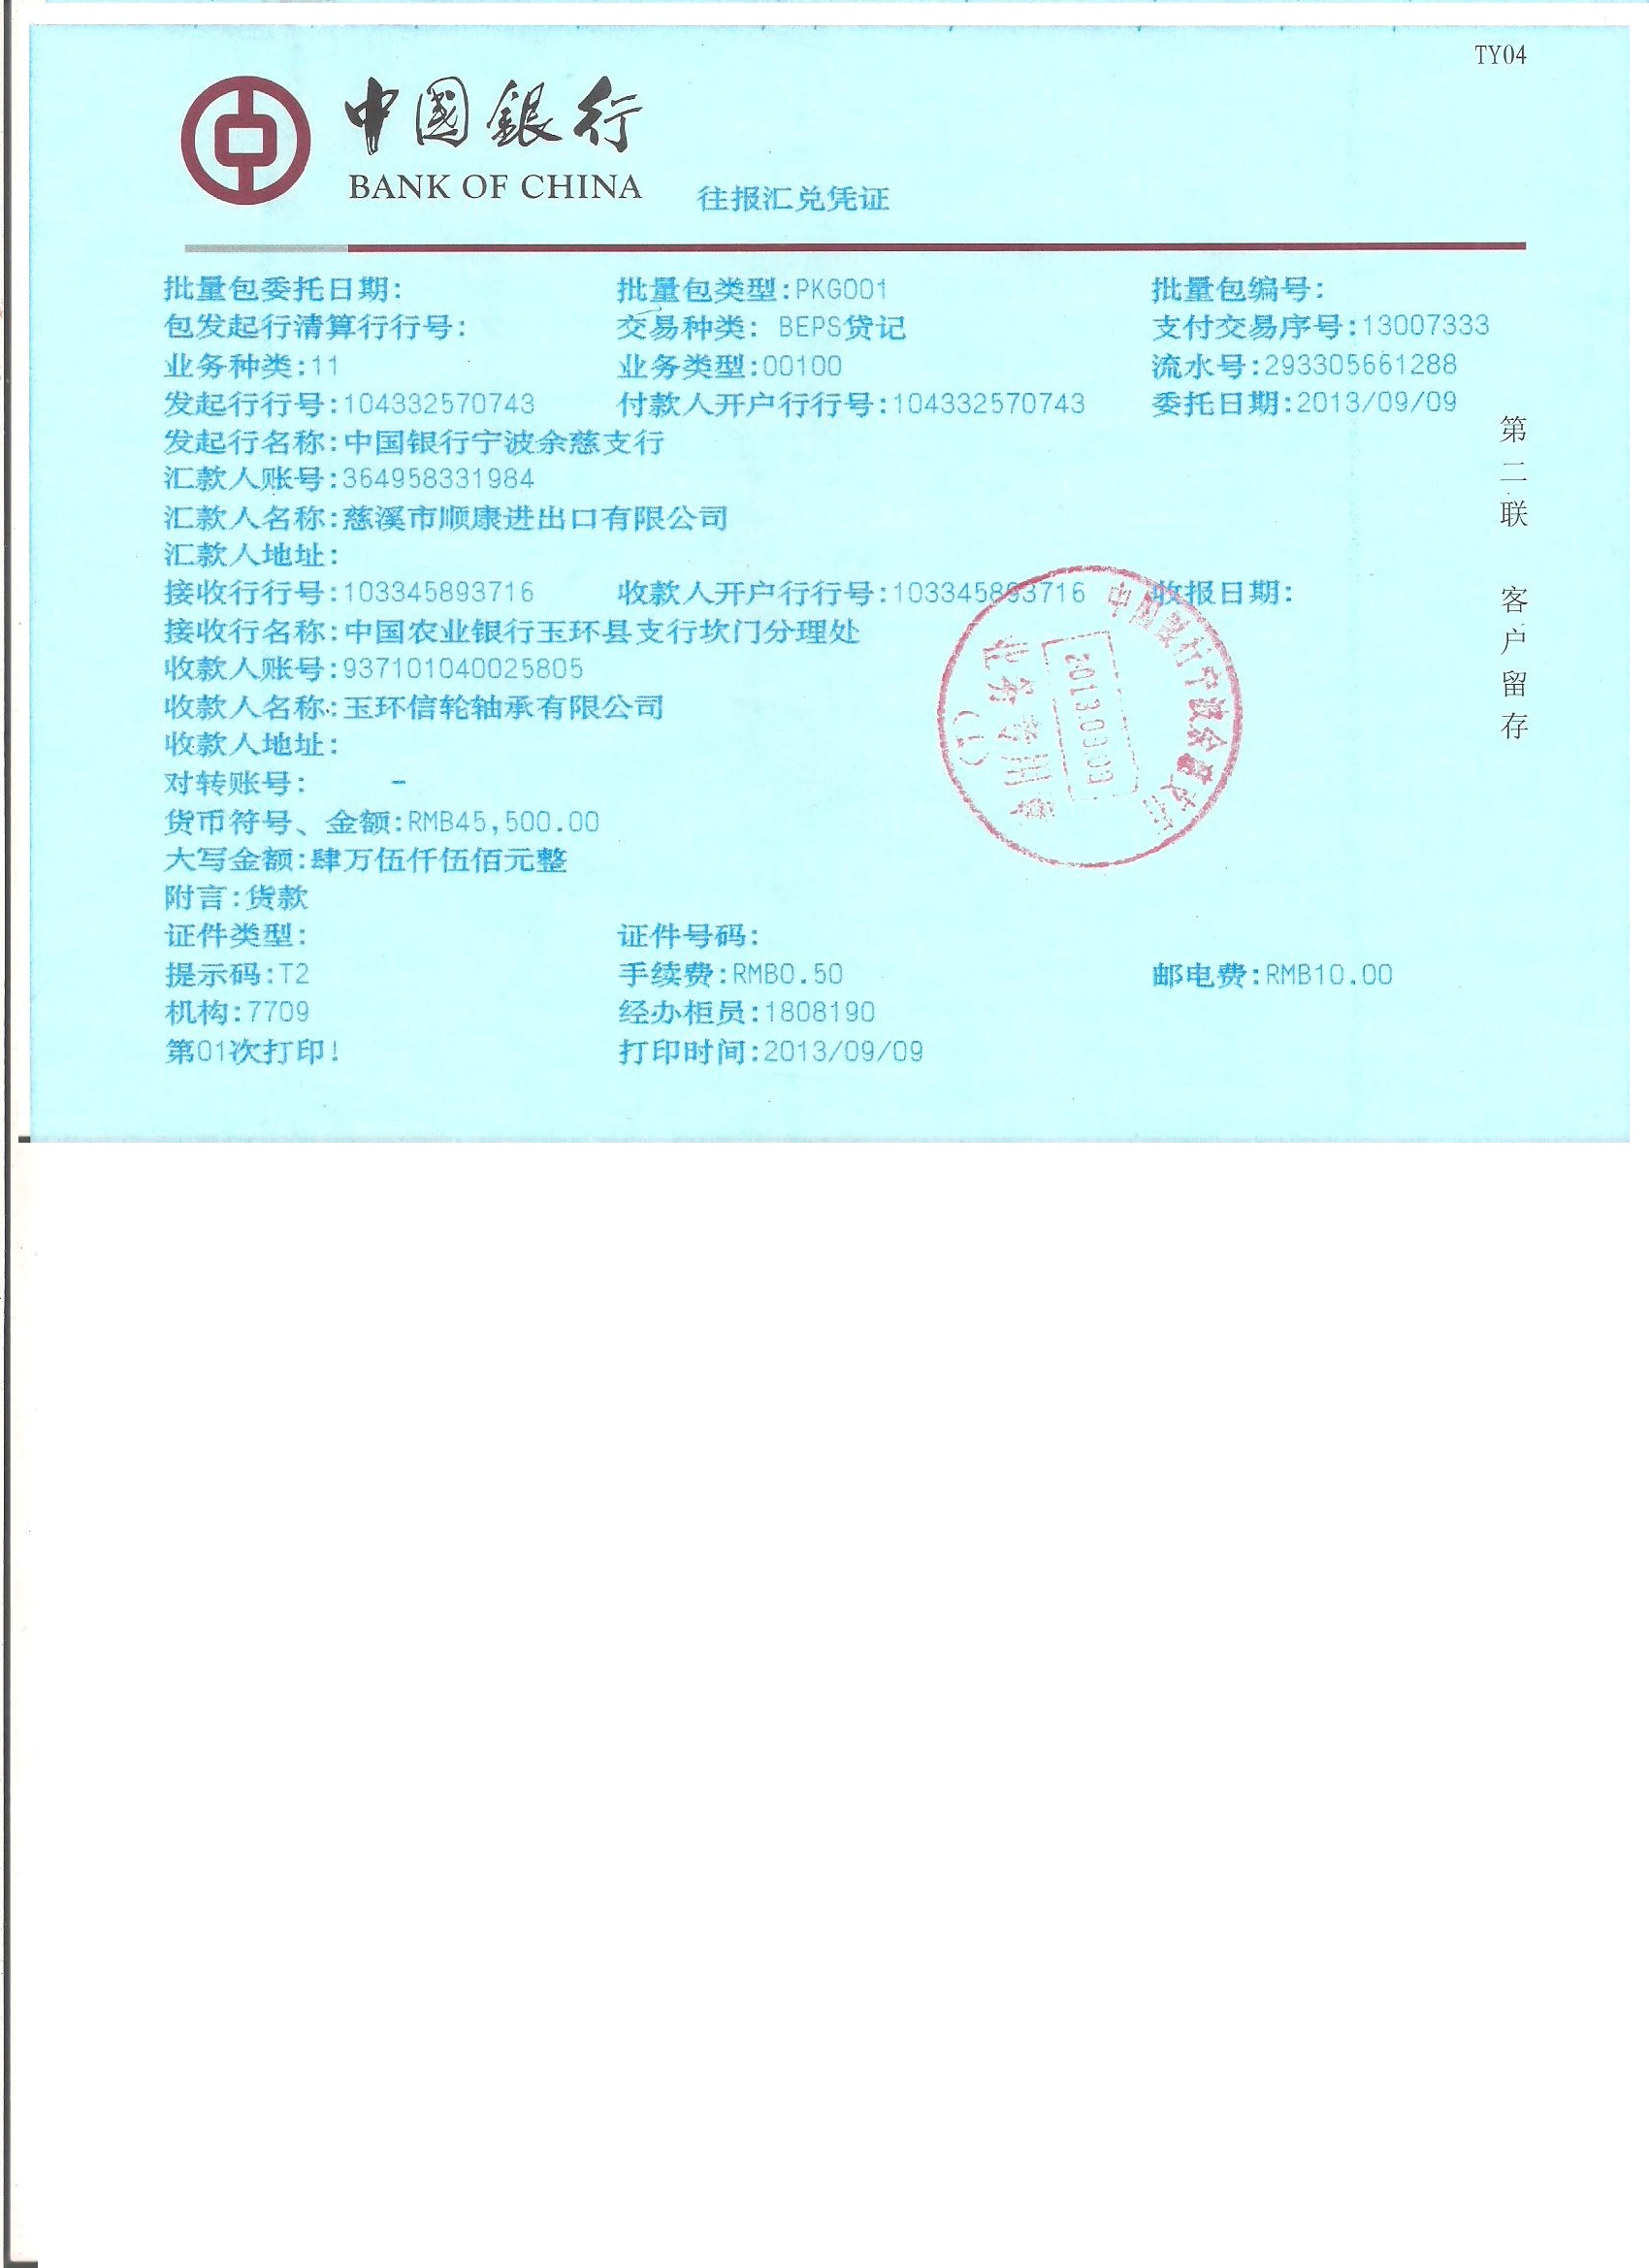 TY04
中國銀行
BANK OF CHINA 往报汇兑凭证
批量包委托日期: 批量包类型:PKG001 批量包编号:
包发起行清算行行号: 交易种类: BEPS贷记 支付交易序号:13007333
业务种类:11 业务类型:00100 流水号:293305661288
发起行行号:104332570743 付款人开户行行号:104332570743 委托日期:2013/09/09
发起行名称:中国银行宁波余慈支行
汇款人账号:364958331984
汇款人名称:慈溪市顺康进出口有限公司
汇款人地址:
接收行行号:103345893716 收款人开户行行号:103345893716 收报日期:
接收行名称:中国农业银行玉环县支行坎门分理处
收款人账号:937101040025805
收款人名称:玉环信轮轴承有限公司
收款人地址:
对转账号: -
货币符号、金额:RMB45,500.00
大写金额:肆万伍仟伍佰元整
附言:货款
证件类型: 证件号码:
提示码:T2 手续费:RMB0.50 邮电费:RMB10.00
机构:7709 经办柜员:1808190
第01次打印! 打印时间:2013/09/09
第二联 客户留存
中国银行宁波余慈支行
2013.09.09
业务专用章
(1)